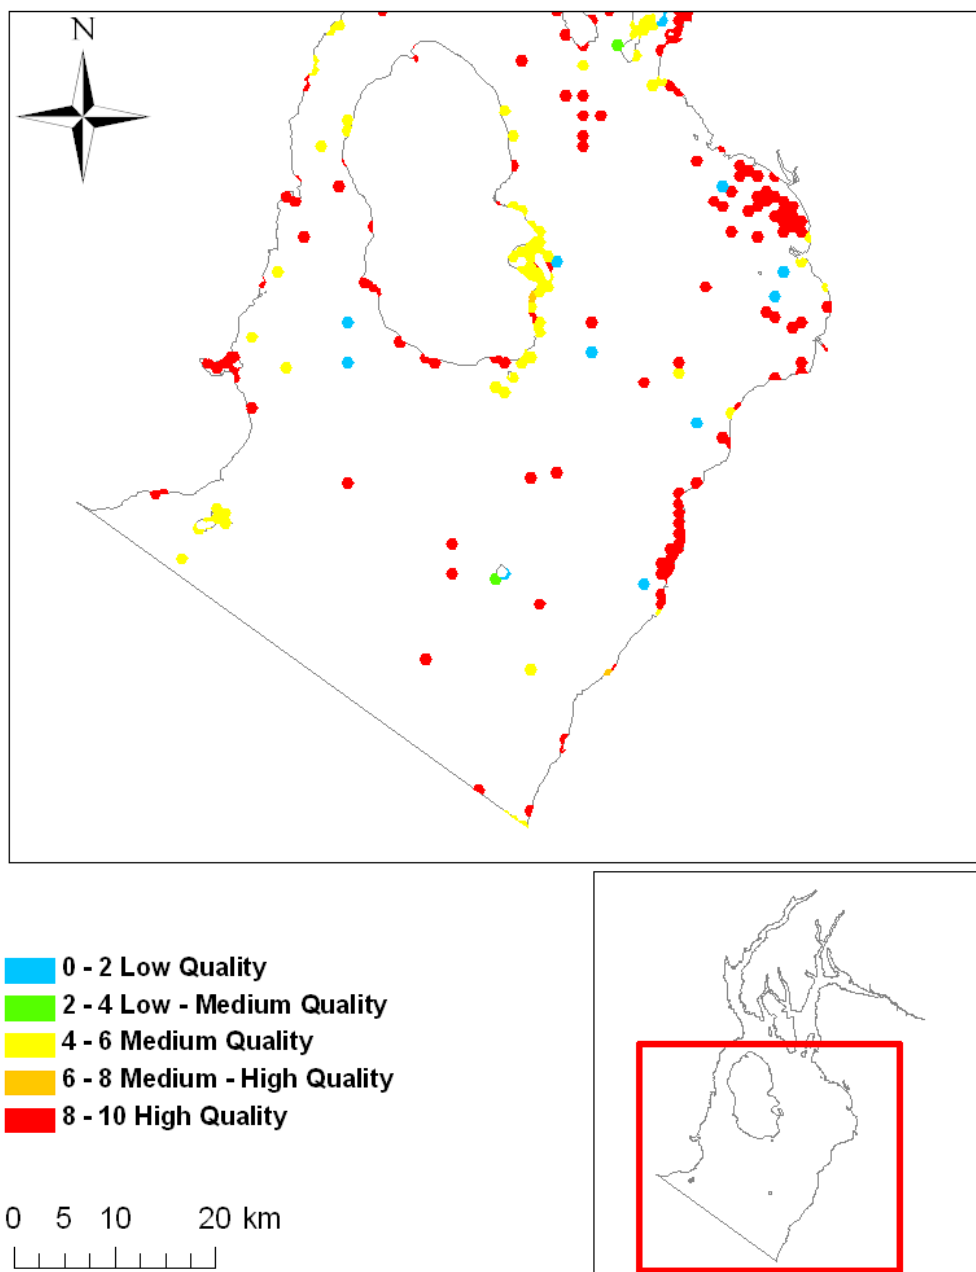 N
0 - 2 Low Quality
2 - 4 Low - Medium Quality
4 - 6 Medium Quality
6 - 8 Medium - High Quality
8 - 10 High Quality
0 5 10 20 km